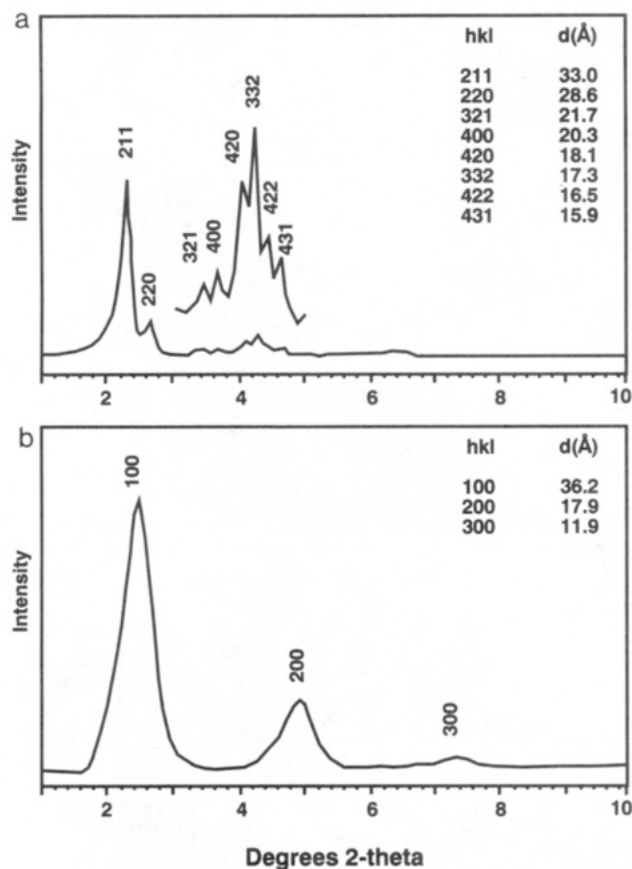 a
hkl d(Å)
211 33.0
220 28.6
321 21.7
400 20.3
420 18.1
332 17.3
422 16.5
431 15.9
Intensity
211
220
321
400
420
332
422
431
2 4 6 8 10
b
hkl d(Å)
100 36.2
200 17.9
300 11.9
Intensity
100
200
300
2 4 6 8 10
Degrees 2-theta